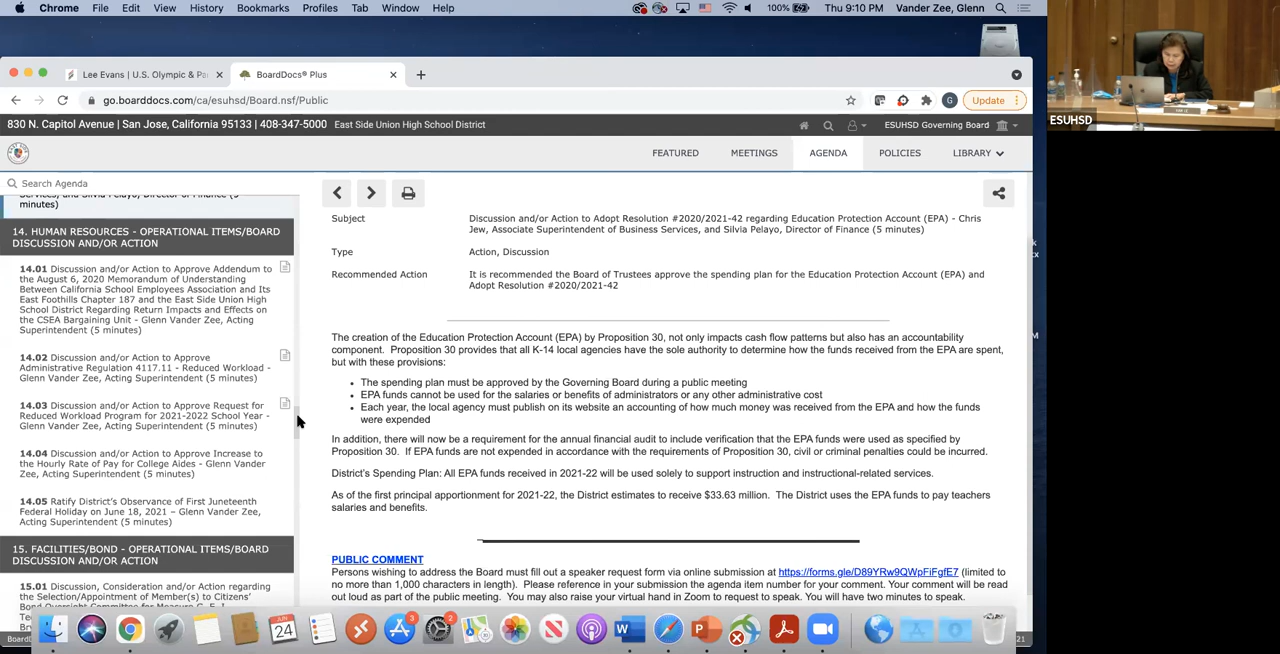 Chrome File Edit View History Bookmarks Profiles Tab Window Help
100% Thu 9:10 PM Vander Zee, Glenn
Lee Evans | U.S. Olympic & Pa
BoardDocs® Plus
go.boarddocs.com/ca/esuhsd/Board.nsf/Public
G Update
830 N. Capitol Avenue | San Jose, California 95133 | 408-347-5000 East Side Union High School District
ESUHSD Governing Board
FEATURED MEETINGS AGENDA POLICIES LIBRARY
Search Agenda
Services, and Silvia Pelayo, Director of Finance (5
minutes)
14. HUMAN RESOURCES - OPERATIONAL ITEMS/BOARD
DISCUSSION AND/OR ACTION
14.01 Discussion and/or Action to Approve Addendum to
the August 6, 2020 Memorandum of Understanding
Between California School Employees Association and Its
East Foothills Chapter 187 and the East Side Union High
School District Regarding Return Impacts and Effects on
the CSEA Bargaining Unit - Glenn Vander Zee, Acting
Superintendent (5 minutes)
14.02 Discussion and/or Action to Approve
Administrative Regulation 4117.11 - Reduced Workload -
Glenn Vander Zee, Acting Superintendent (5 minutes)
14.03 Discussion and/or Action to Approve Request for
Reduced Workload Program for 2021-2022 School Year -
Glenn Vander Zee, Acting Superintendent (5 minutes)
14.04 Discussion and/or Action to Approve Increase to
the Hourly Rate of Pay for College Aides - Glenn Vander
Zee, Acting Superintendent (5 minutes)
14.05 Ratify District's Observance of First Juneteenth
Federal Holiday on June 18, 2021 – Glenn Vander Zee,
Acting Superintendent (5 minutes)
15. FACILITIES/BOND - OPERATIONAL ITEMS/BOARD
DISCUSSION AND/OR ACTION
15.01 Discussion, Consideration and/or Action regarding
the Selection/Appointment of Member(s) to Citizens'
Subject Discussion and/or Action to Adopt Resolution #2020/2021-42 regarding Education Protection Account (EPA) - Chris
Jew, Associate Superintendent of Business Services, and Silvia Pelayo, Director of Finance (5 minutes)
Type Action, Discussion
Recommended Action It is recommended the Board of Trustees approve the spending plan for the Education Protection Account (EPA) and
Adopt Resolution #2020/2021-42
The creation of the Education Protection Account (EPA) by Proposition 30, not only impacts cash flow patterns but also has an accountability
component. Proposition 30 provides that all K-14 local agencies have the sole authority to determine how the funds received from the EPA are spent,
but with these provisions:
• The spending plan must be approved by the Governing Board during a public meeting
• EPA funds cannot be used for the salaries or benefits of administrators or any other administrative cost
• Each year, the local agency must publish on its website an accounting of how much money was received from the EPA and how the funds
were expended
In addition, there will now be a requirement for the annual financial audit to include verification that the EPA funds were used as specified by
Proposition 30. If EPA funds are not expended in accordance with the requirements of Proposition 30, civil or criminal penalties could be incurred.
District's Spending Plan: All EPA funds received in 2021-22 will be used solely to support instruction and instructional-related services.
As of the first principal apportionment for 2021-22, the District estimates to receive $33.63 million. The District uses the EPA funds to pay teachers
salaries and benefits.
PUBLIC COMMENT
Persons wishing to address the Board must fill out a speaker request form via online submission at https://forms.gle/D89YRw9QWpFiFgfE7 (limited to
no more than 1,000 characters in length). Please reference in your submission the agenda item number for your comment. Your comment will be read
out loud as part of the public meeting. You may also raise your virtual hand in Zoom to request to speak. You will have two minutes to speak.
JUN
24
3
2
ESUHSD